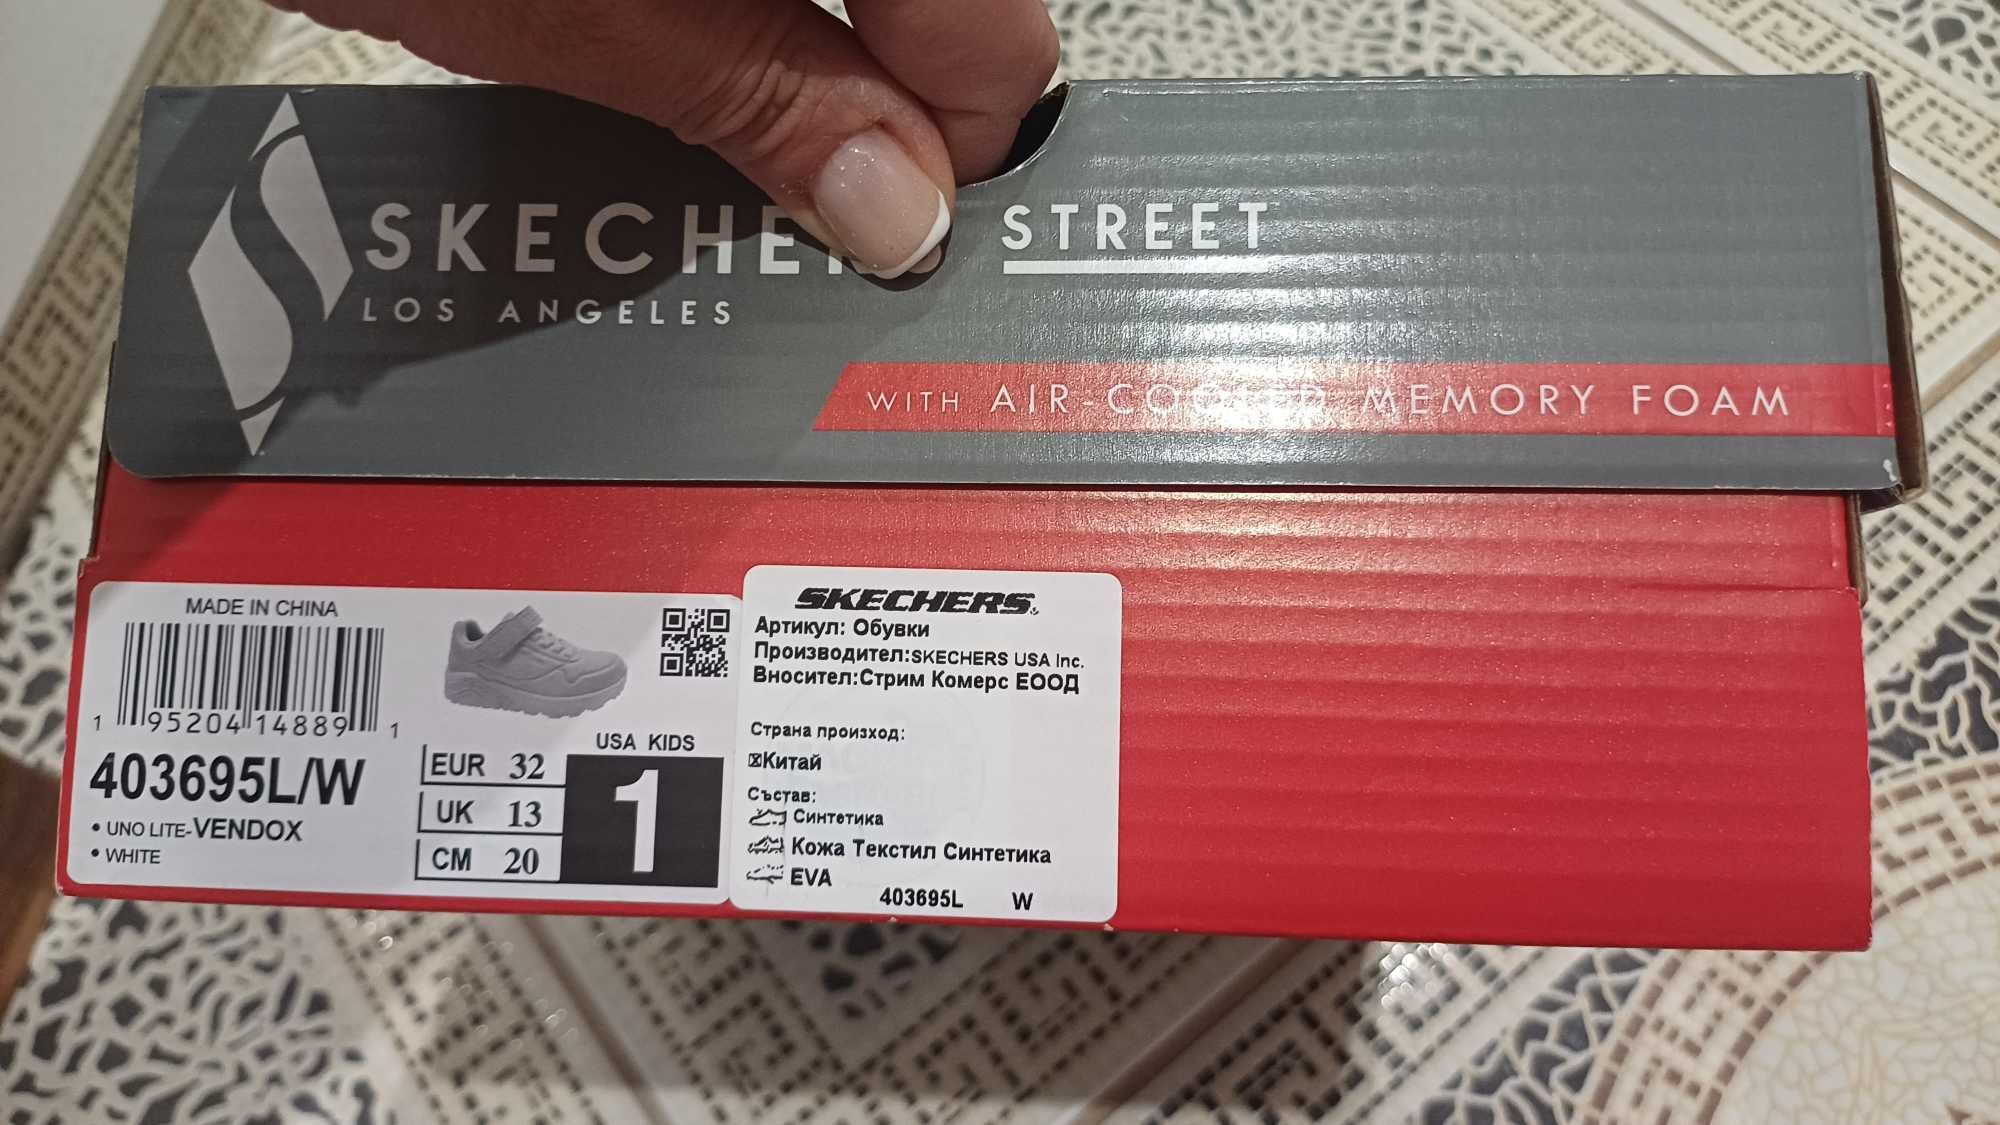 SKECHERS STREET
LOS ANGELES
WITH AIR-COOLED MEMORY FOAM
MADE IN CHINA
1 95204 14889 1
403695L/W
• UNO LITE-VENDOX
• WHITE
USA KIDS
EUR 32
UK 13
CM 20
1
SKECHERS
Артикул: Обувки
Производител:SKECHERS USA Inc.
Вносител:Стрим Комерс ЕООД
Страна произход:
☒Китай
Състав:
Синтетика
Кожа Текстил Синтетика
EVA
403695L W